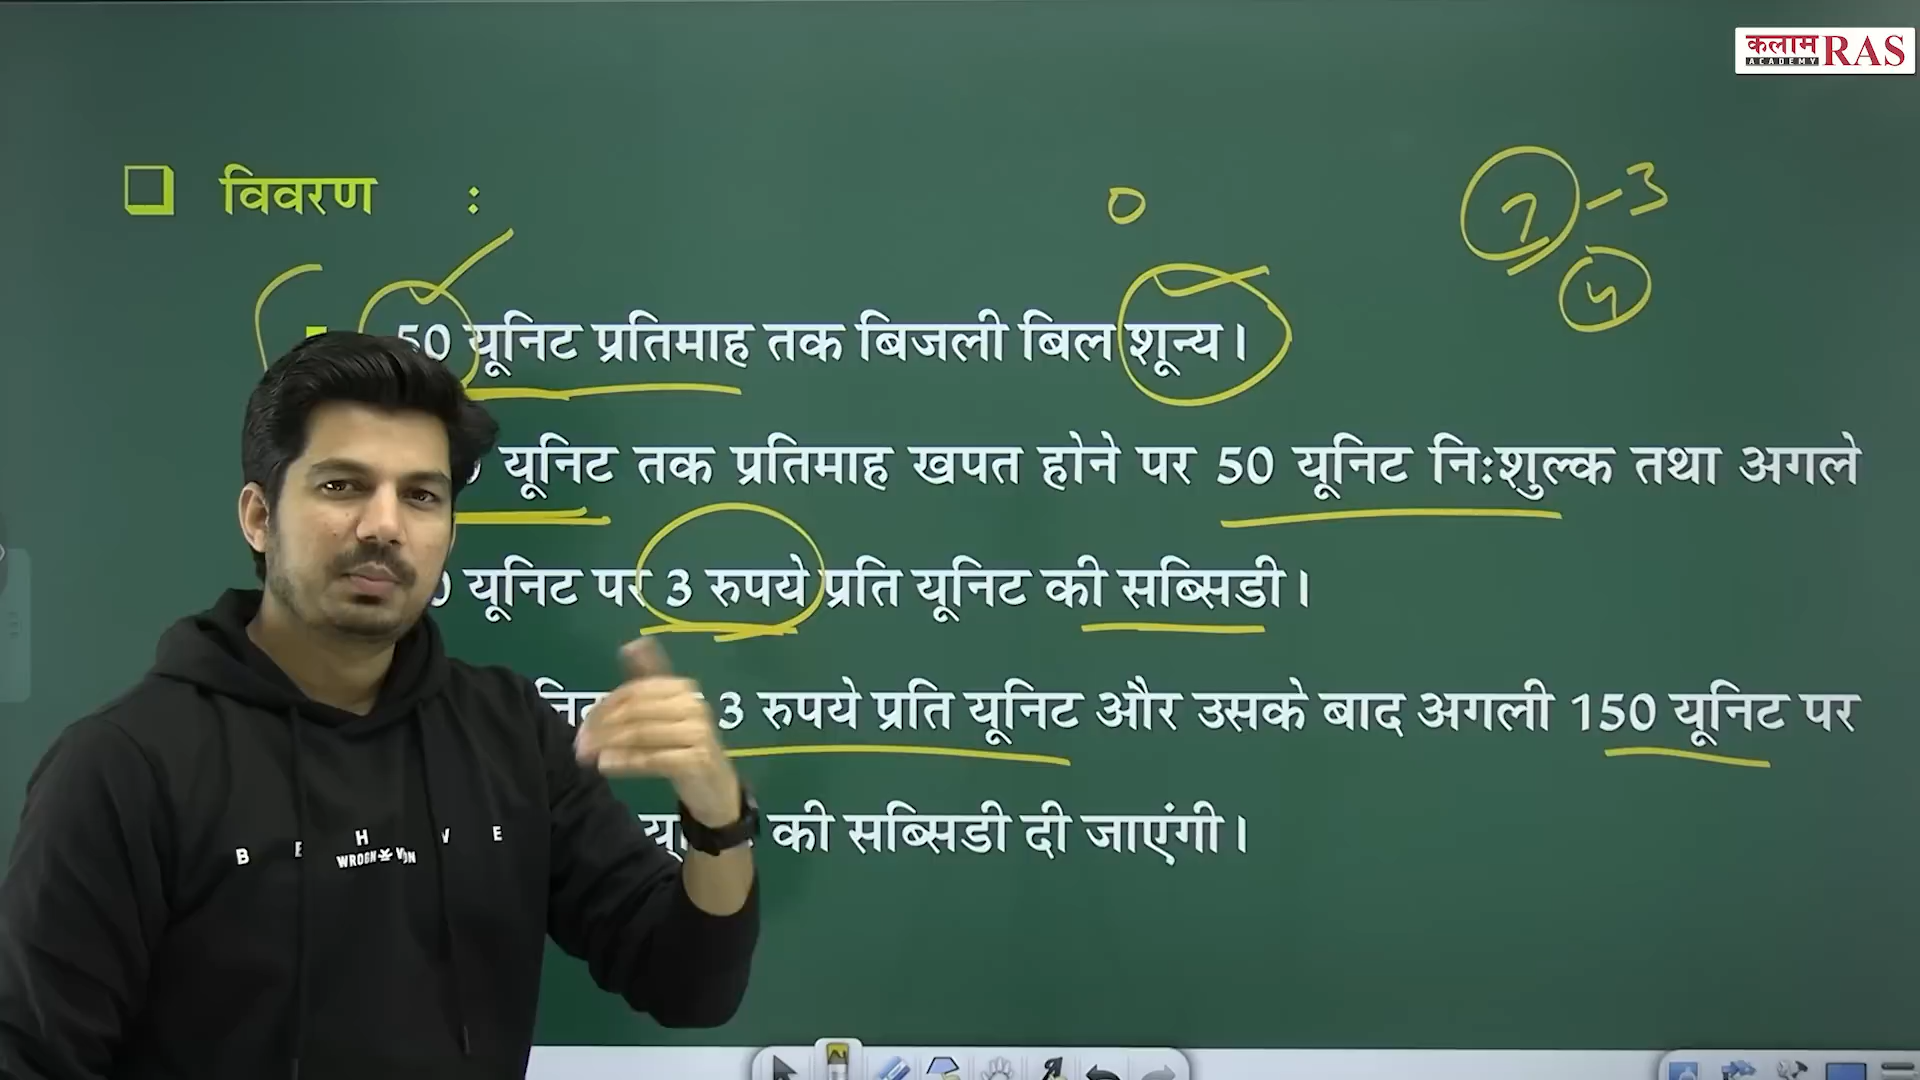 कलाम RAS
ACADEMY
विवरण :
0
7 - 3
4
50 यूनिट प्रतिमाह तक बिजली बिल शून्य।
यूनिट तक प्रतिमाह खपत होने पर 50 यूनिट निःशुल्क तथा अगले
यूनिट पर 3 रुपये प्रति यूनिट की सब्सिडी।
3 रुपये प्रति यूनिट और उसके बाद अगली 150 यूनिट पर
की सब्सिडी दी जाएंगी।
B E H V E
WROGN